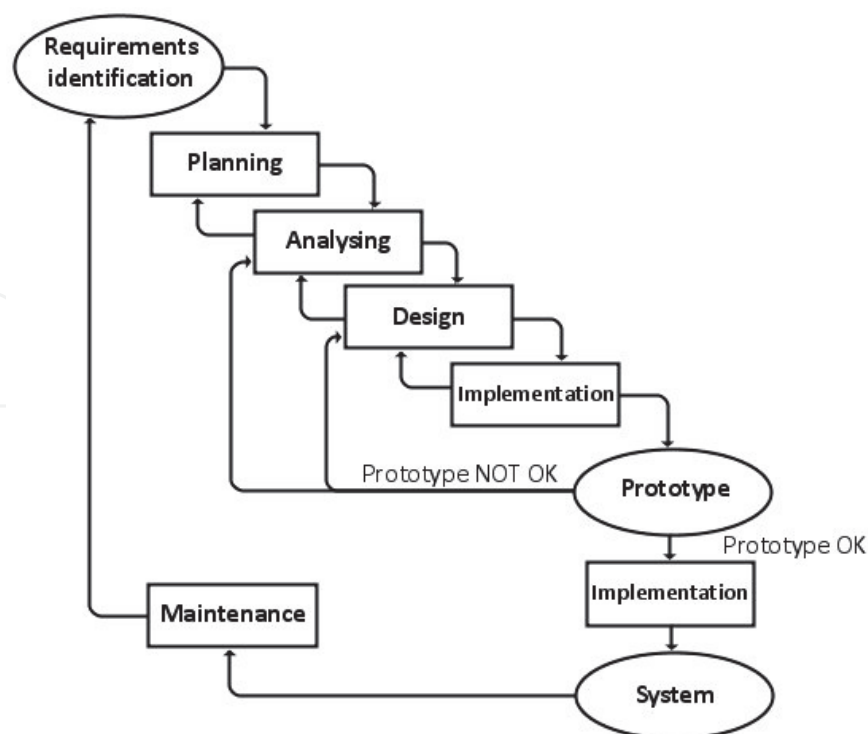 Requirements
identification
Planning
Analysing
Design
Implementation
Prototype NOT OK
Prototype
Prototype OK
Implementation
Maintenance
System